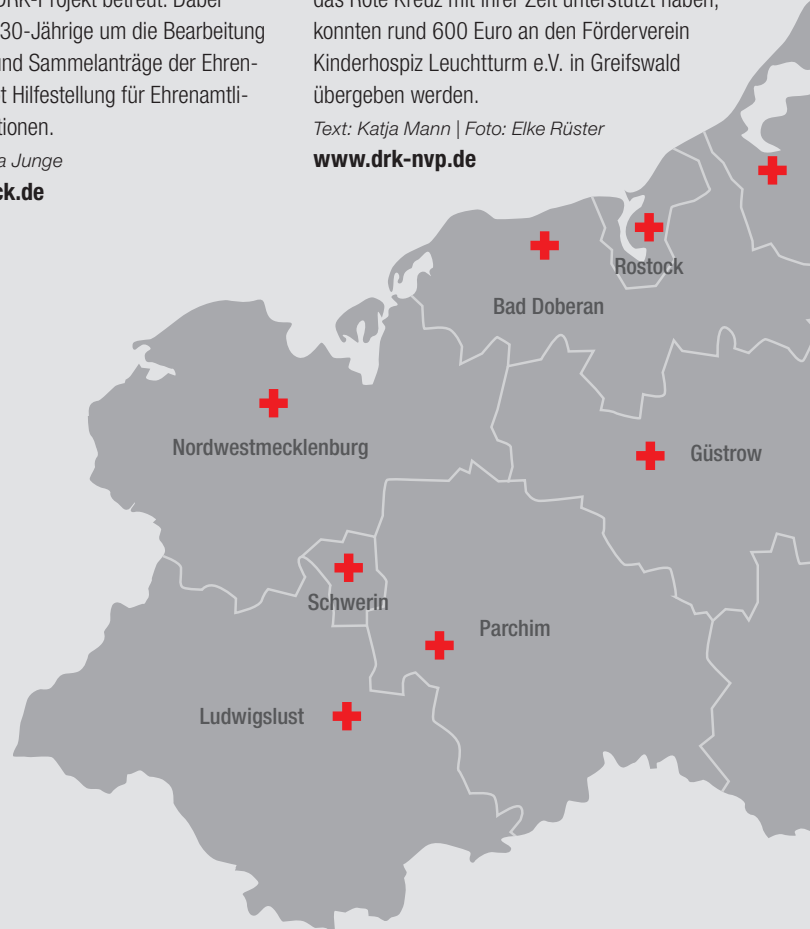 DRK-Projekt betreut. Dabei
30-Jährige um die Bearbeitung
und Sammelanträge der Ehren-
t Hilfestellung für Ehrenamtli-
tionen.
a Junge
ck.de
das Rote Kreuz mit ihrer Zeit unterstützt haben,
konnten rund 600 Euro an den Förderverein
Kinderhospiz Leuchtturm e.V. in Greifswald
übergeben werden.
Text: Katja Mann | Foto: Elke Rüster
www.drk-nvp.de
Rostock
Bad Doberan
Nordwestmecklenburg
Güstrow
Schwerin
Parchim
Ludwigslust